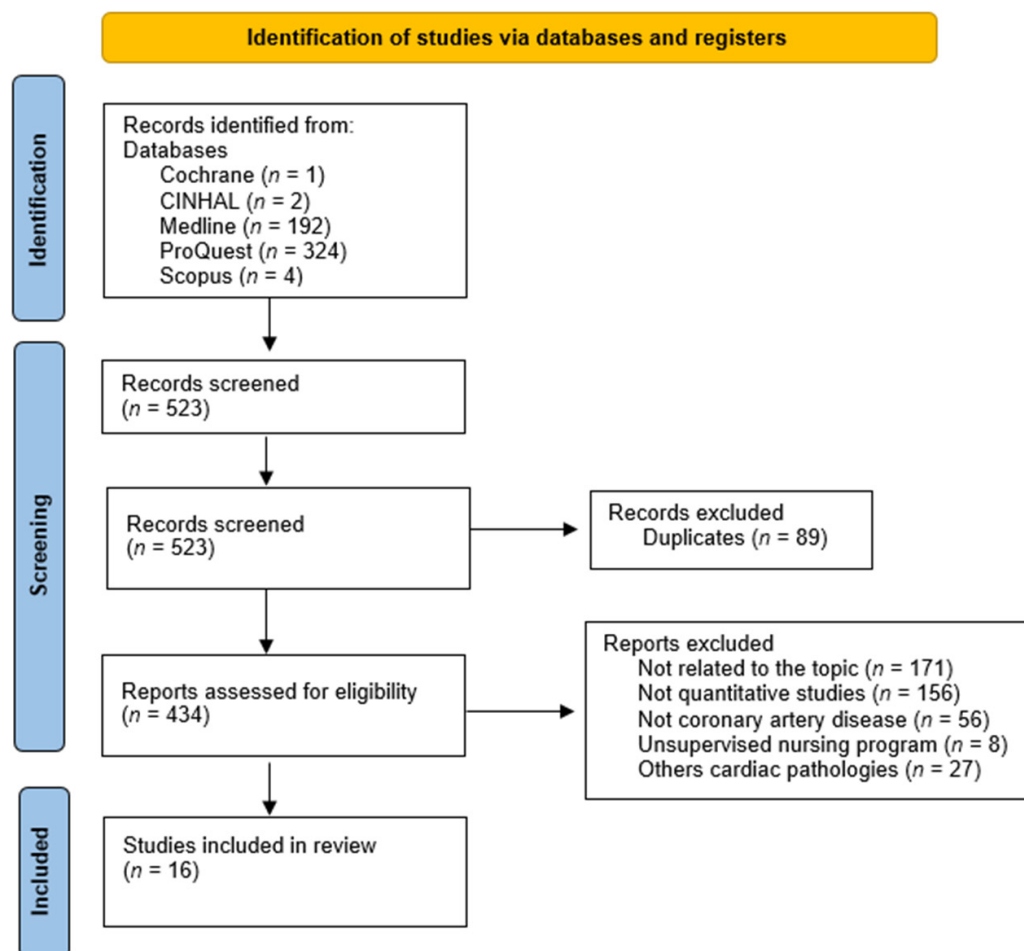 Identification of studies via databases and registers
Identification
Records identified from:
Databases
Cochrane (n = 1)
CINHAL (n = 2)
Medline (n = 192)
ProQuest (n = 324)
Scopus (n = 4)
Screening
Records screened
(n = 523)
Records screened
(n = 523)
Records excluded
Duplicates (n = 89)
Reports assessed for eligibility
(n = 434)
Reports excluded
Not related to the topic (n = 171)
Not quantitative studies (n = 156)
Not coronary artery disease (n = 56)
Unsupervised nursing program (n = 8)
Others cardiac pathologies (n = 27)
Included
Studies included in review
(n = 16)